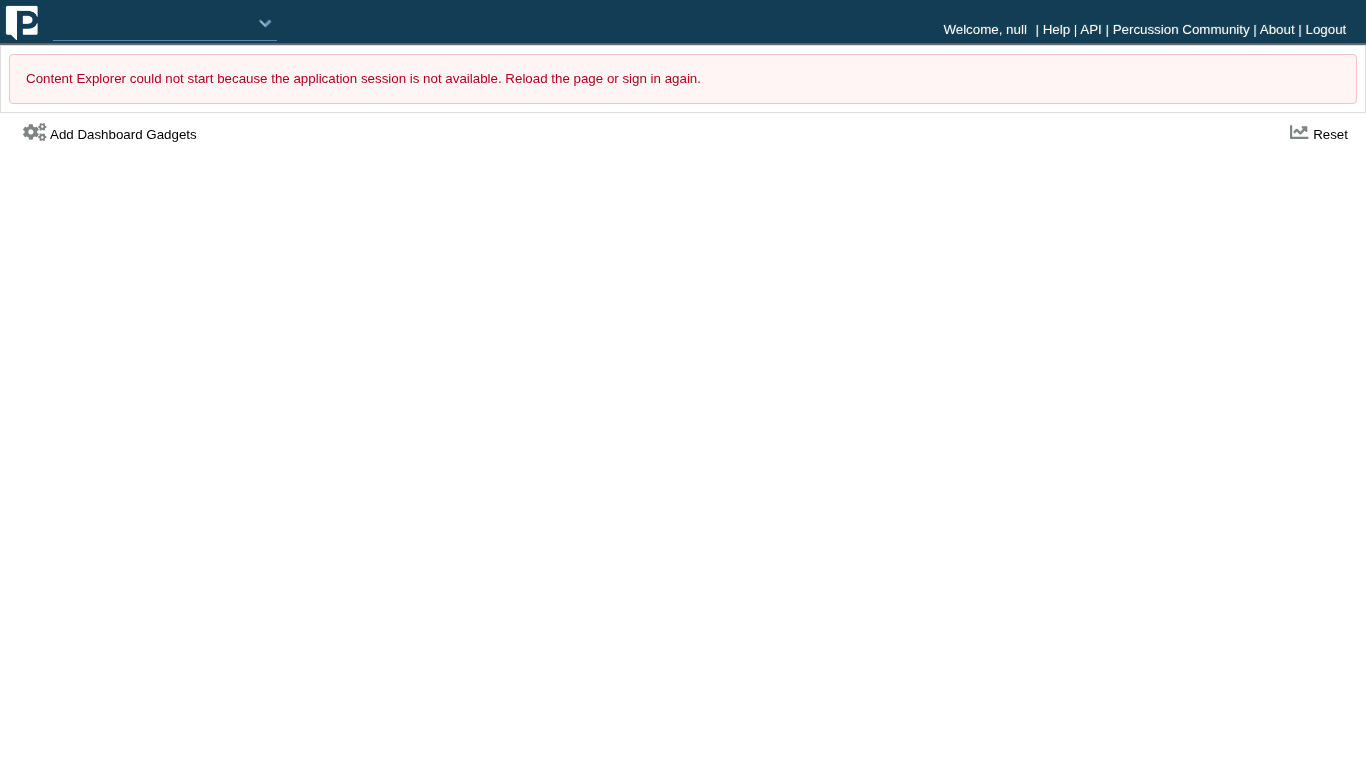 Welcome, null | Help | API | Percussion Community | About | Logout
Content Explorer could not start because the application session is not available. Reload the page or sign in again.
Add Dashboard Gadgets
Reset